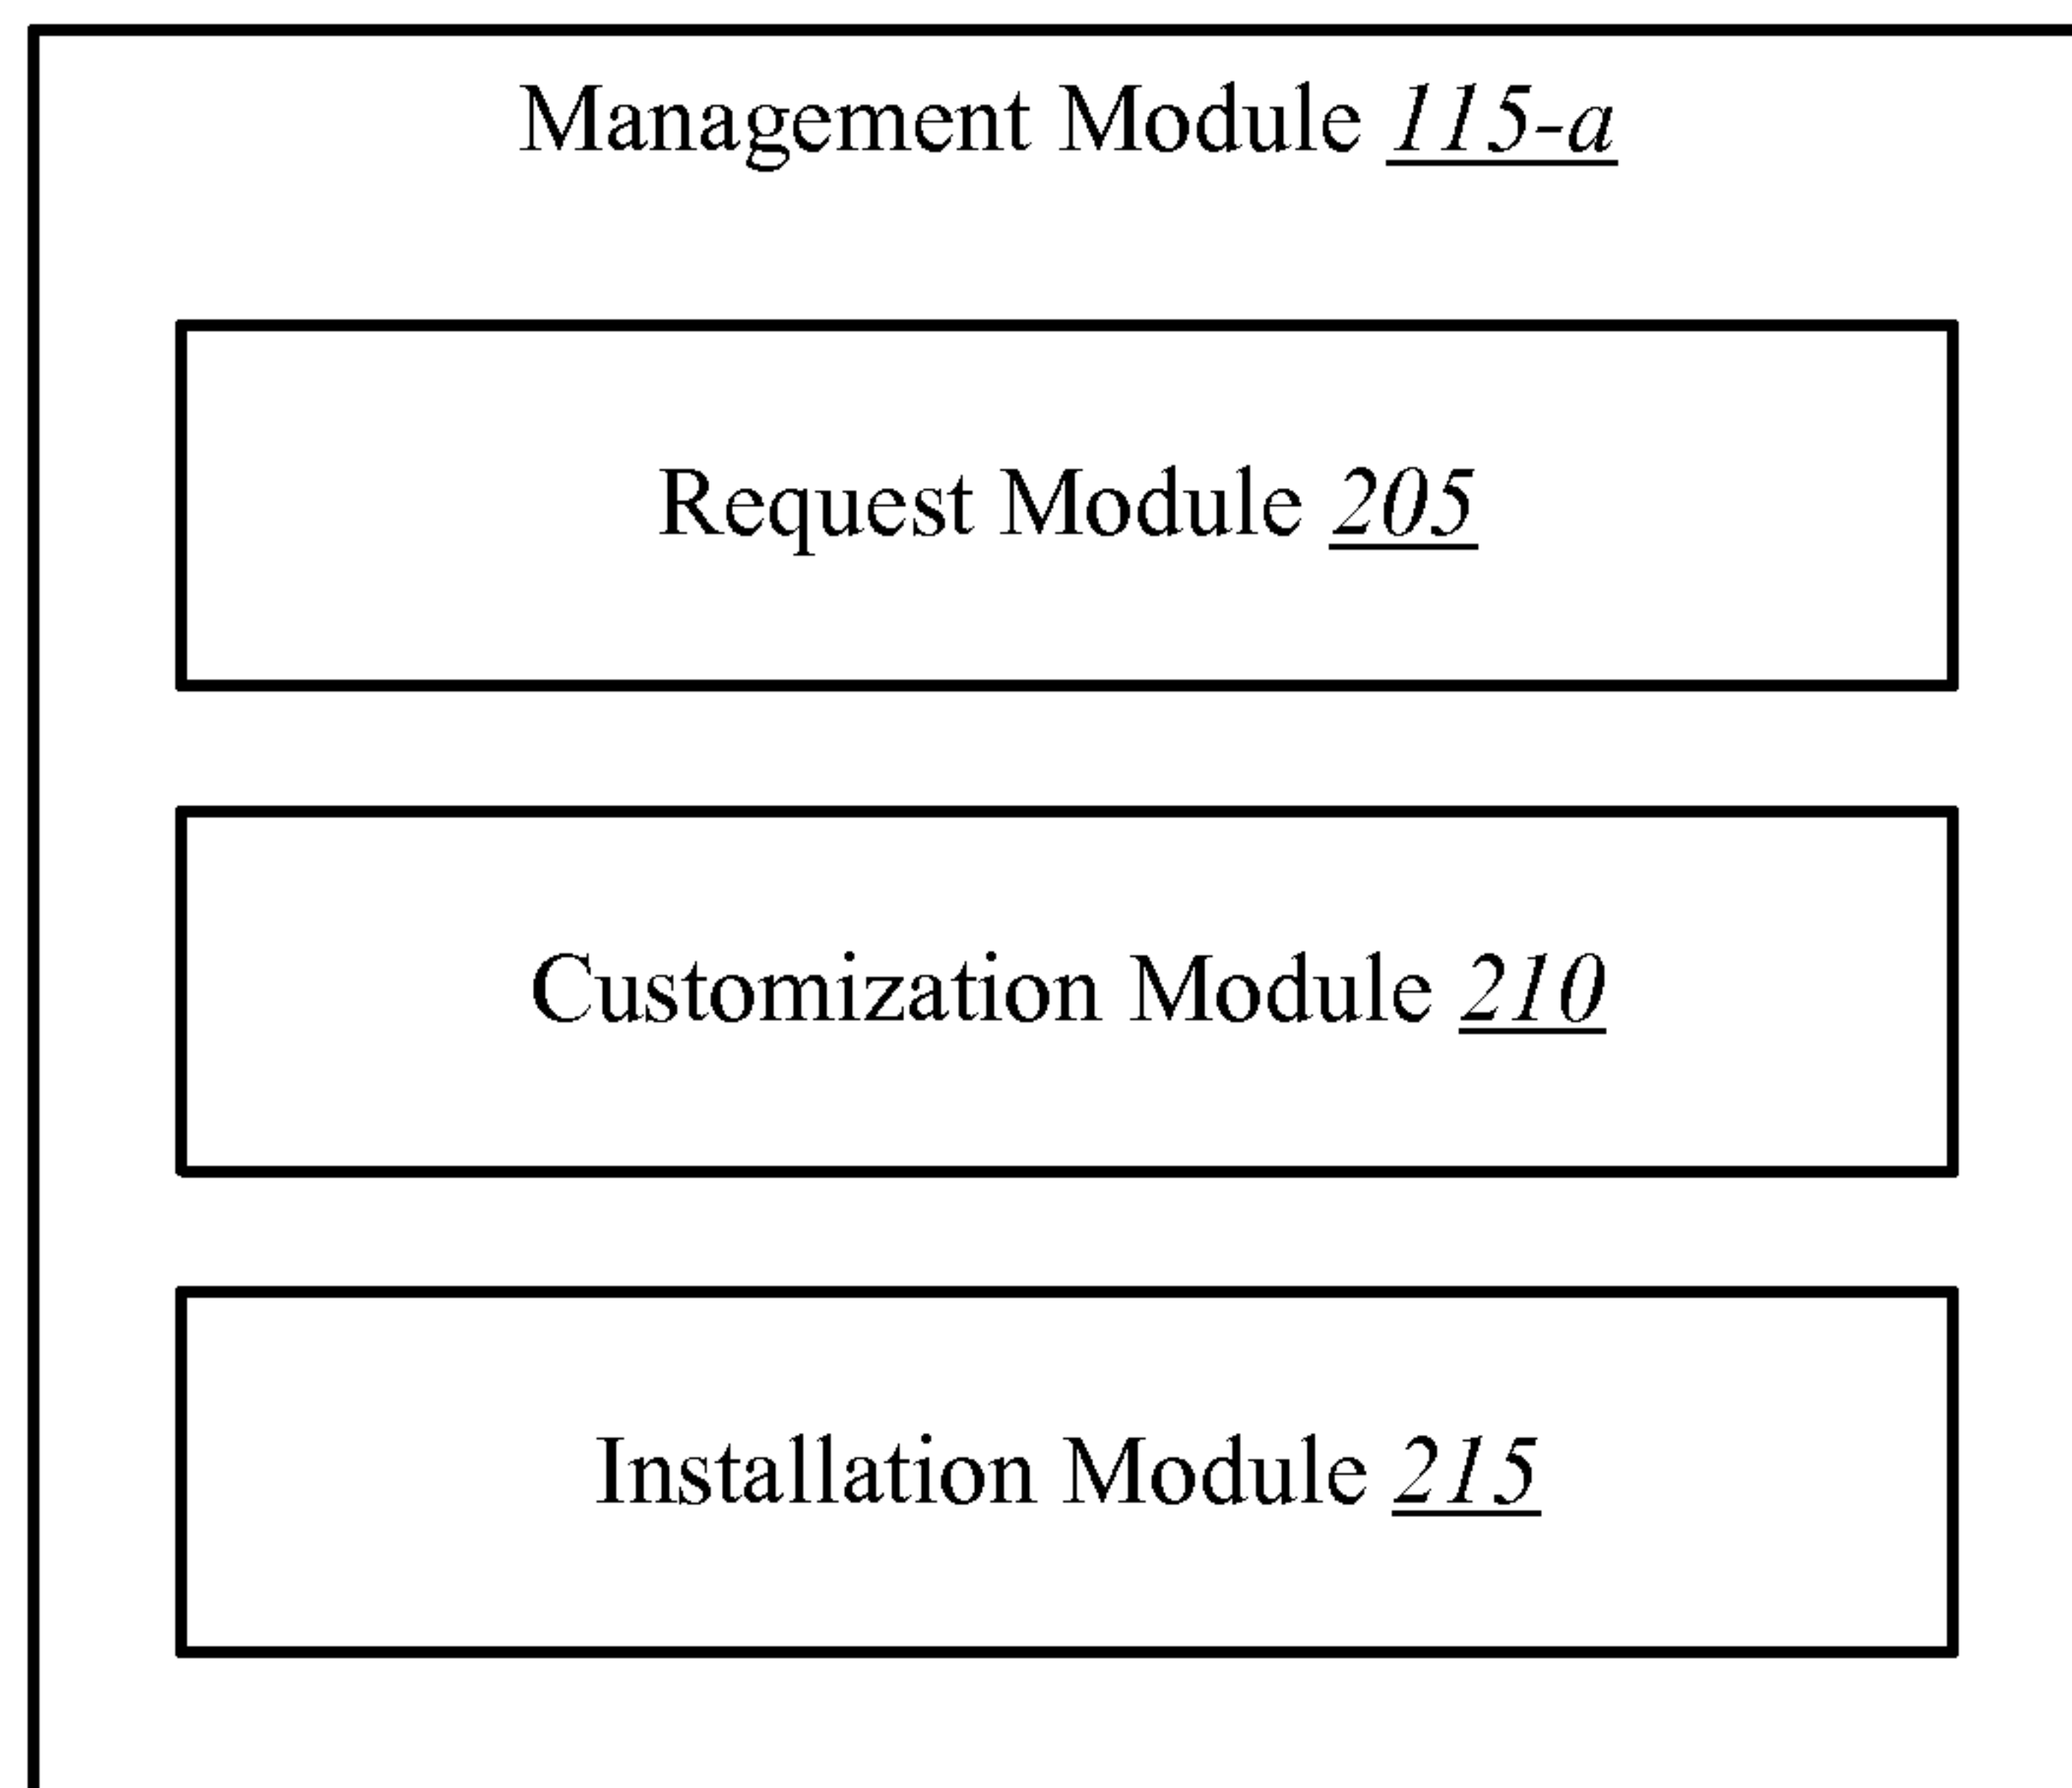 Management Module 115-a
Request Module 205
Customization Module 210
Installation Module 215